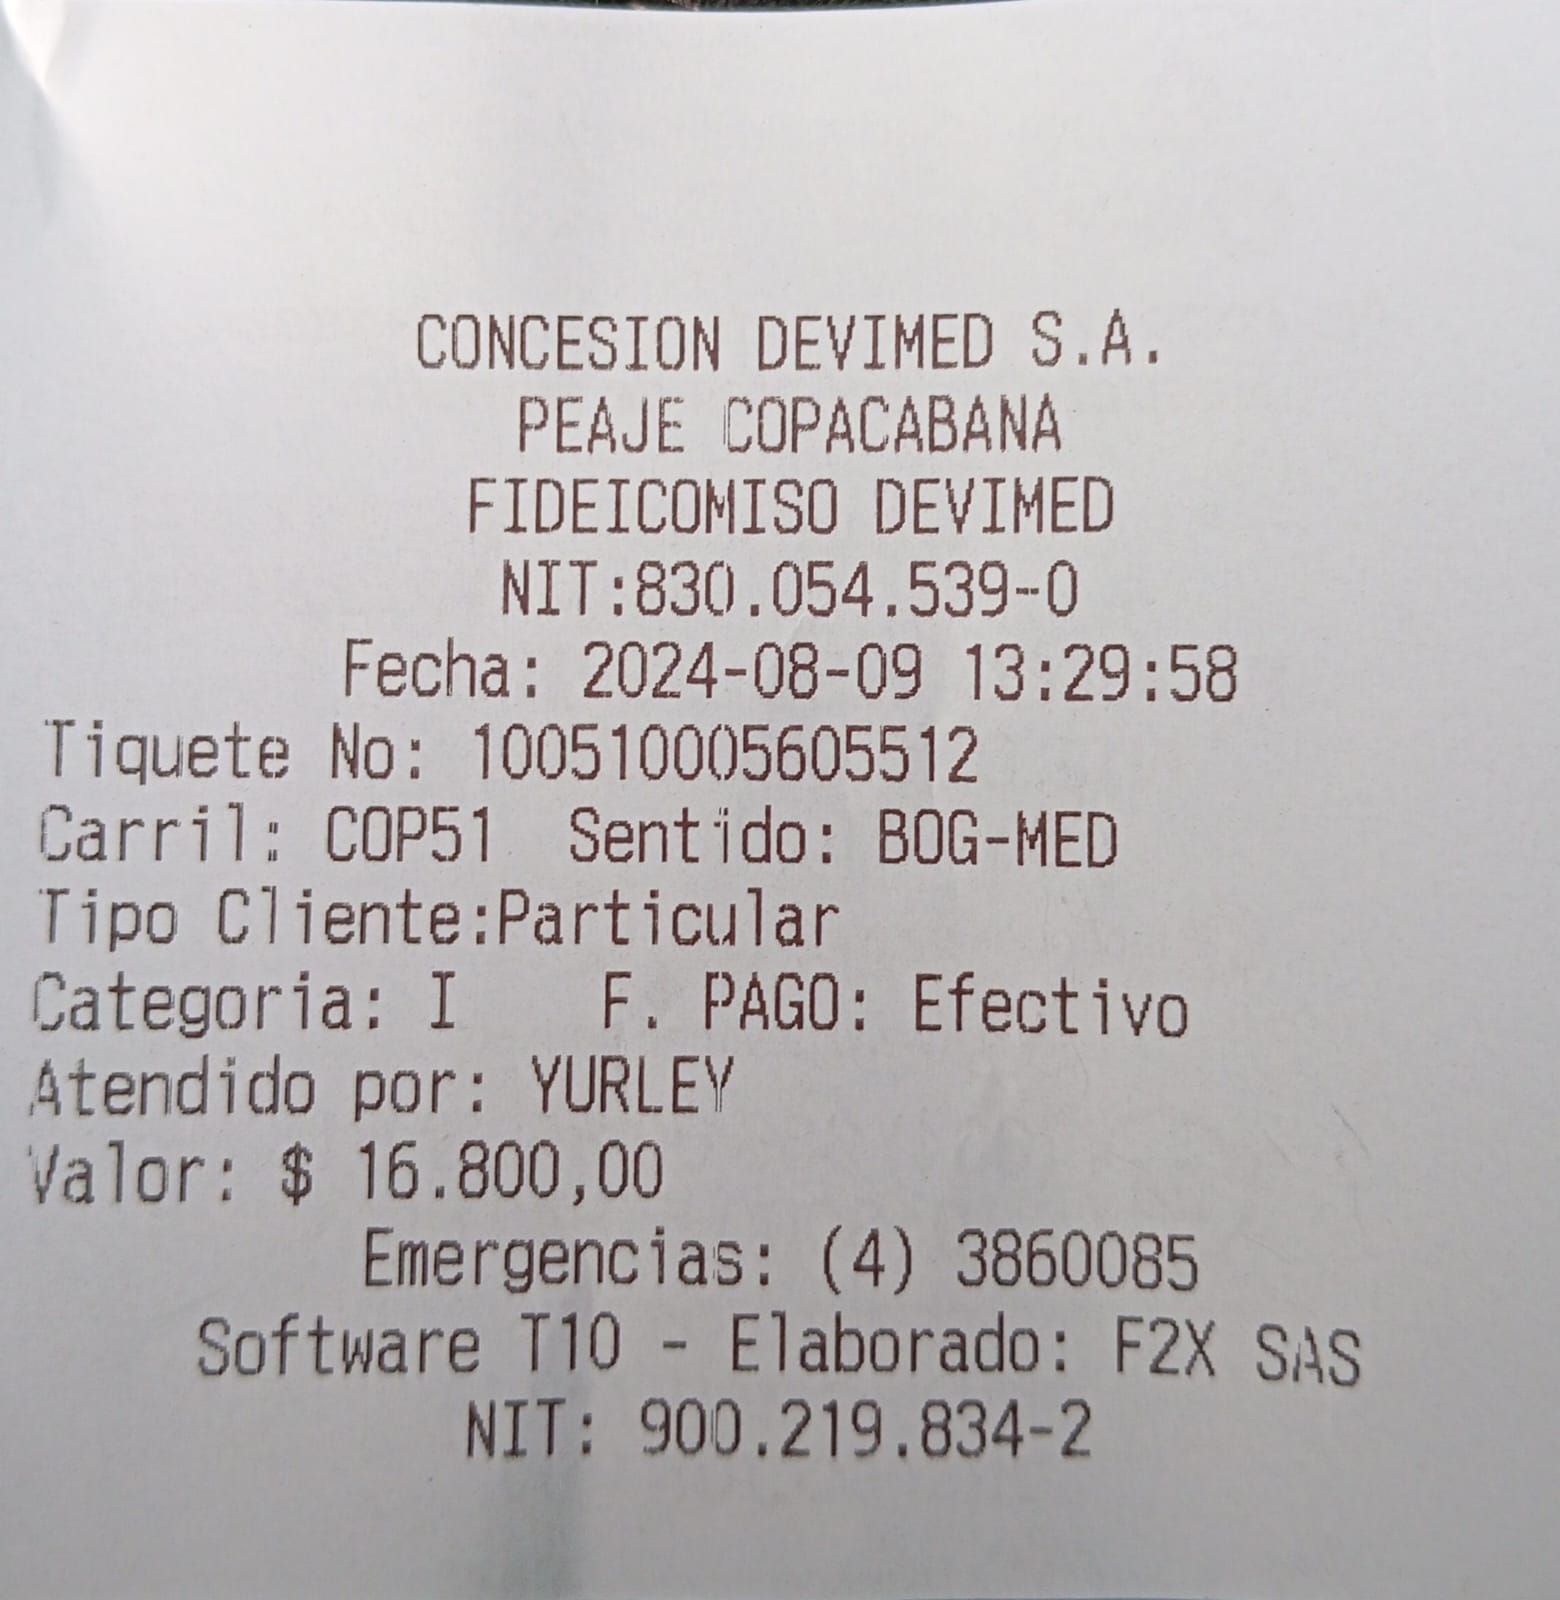 CONCESION DEVIMED S.A.
PEAJE COPACABANA
FIDEICOMISO DEVIMED
NIT:830.054.539-0
Fecha: 2024-08-09 13:29:58
Tiquete No: 100510005605512
Carril: COP51 Sentido: BOG-MED
Tipo Cliente:Particular
Categoria: I F. PAGO: Efectivo
Atendido por: YURLEY
Valor: $ 16.800,00
Emergencias: (4) 3860085
Software T10 - Elaborado: F2X SAS
NIT: 900.219.834-2